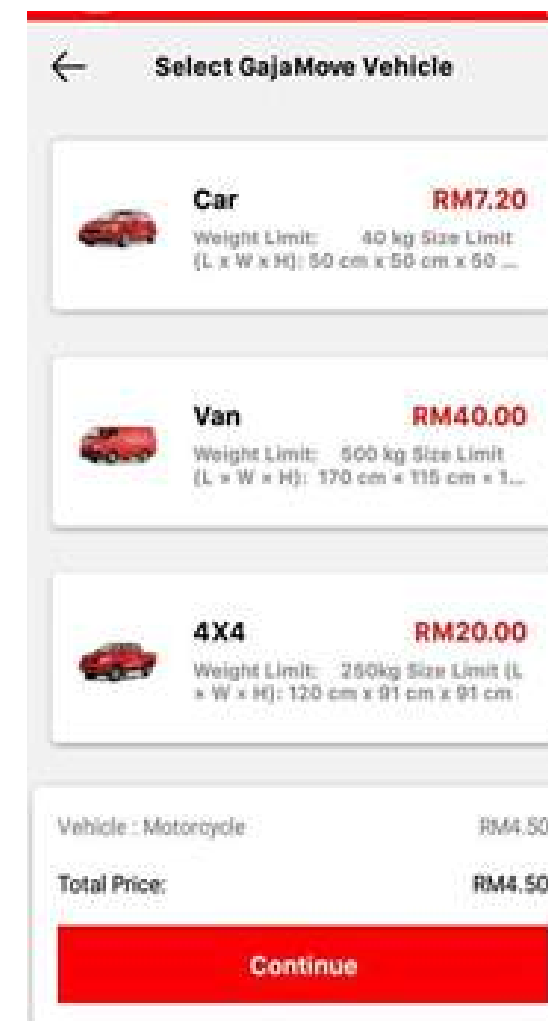 Select GajaMove Vehicle
Car
RM7.20
Weight Limit: 40 kg Size Limit
(L x W x H): 50 cm x 50 cm x 50 ...
Van
RM40.00
Weight Limit: 500 kg Size Limit
(L x W x H): 170 cm x 115 cm x 1...
4X4
RM20.00
Weight Limit: 250kg Size Limit (L
x W x H): 120 cm x 91 cm x 91 cm
Vehicle : Motorcycle
RM4.50
Total Price:
RM4.50
Continue